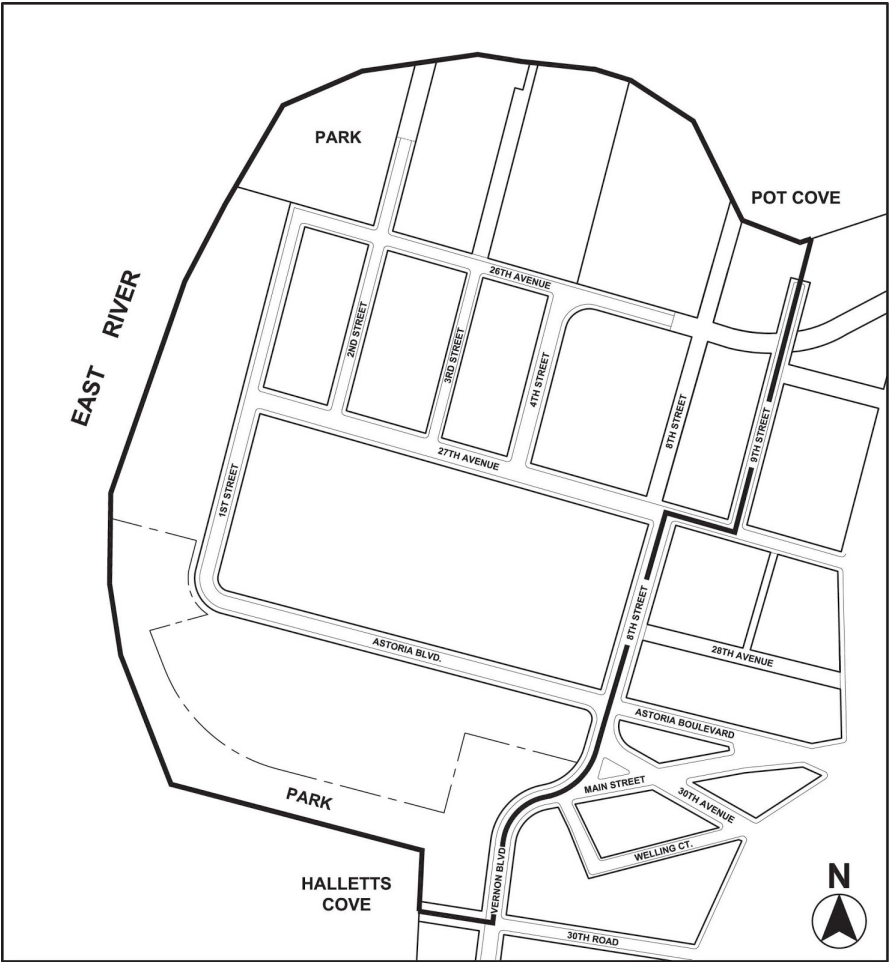 PARK
POT COVE
26TH AVENUE
EAST RIVER
2ND STREET
3RD STREET
4TH STREET
8TH STREET
9TH STREET
27TH AVENUE
1ST STREET
8TH STREET
ASTORIA BLVD.
28TH AVENUE
ASTORIA BOULEVARD
MAIN STREET
30TH AVENUE
PARK
WELLING CT.
HALLETTS
COVE
VERNON BLVD
N
30TH ROAD